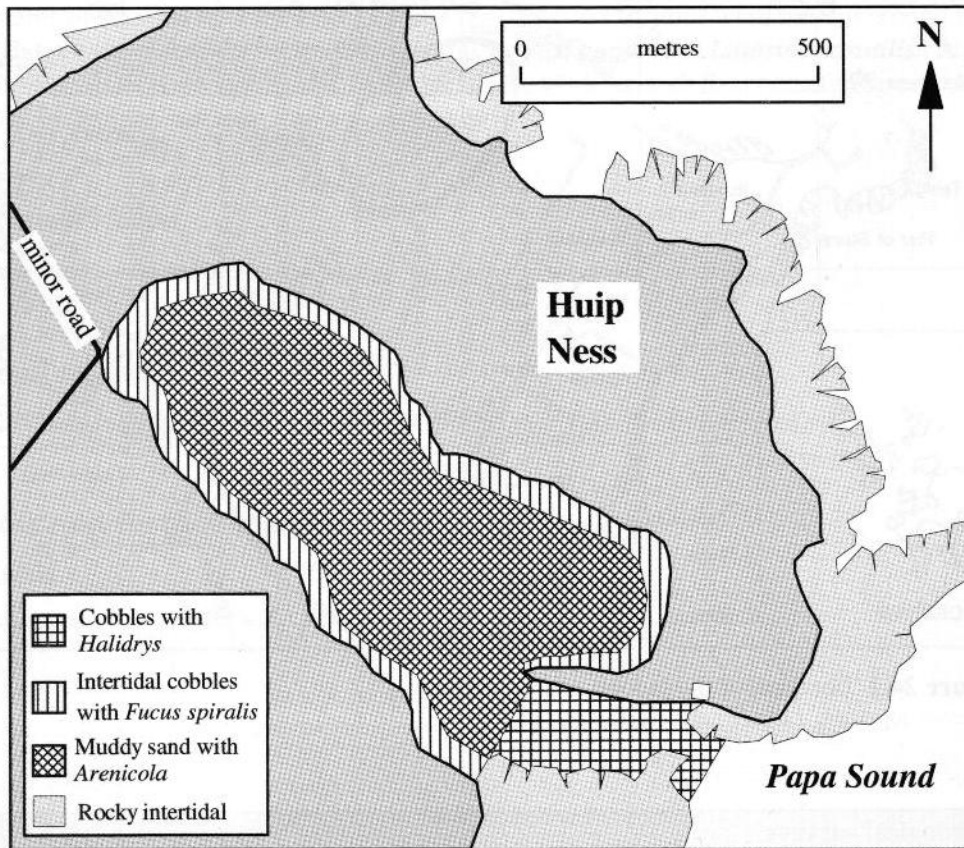 0 metres 500
N
minor road
Huip
Ness
Cobbles with
Halidrys
Intertidal cobbles
with Fucus spiralis
Muddy sand with
Arenicola
Rocky intertidal
Papa Sound